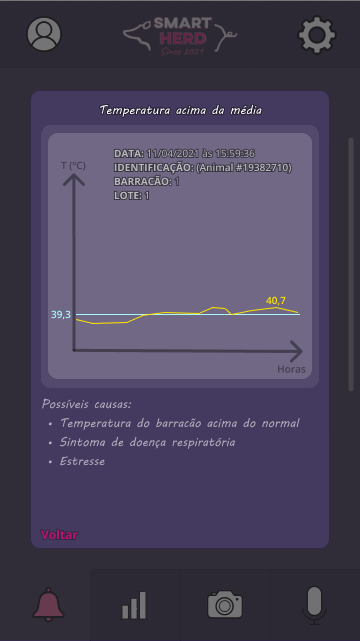 SMART
HERD
Since 2021
Temperatura acima da média
DATA: 11/04/2021 às 15:59:36
IDENTIFICAÇÃO: (Animal #19382710)
BARRACÃO: 1
LOTE: 1
T (°C)
40,7
39,3
Horas
Possíveis causas:
• Temperatura do barracão acima do normal
• Sintoma de doença respiratória
• Estresse
Voltar